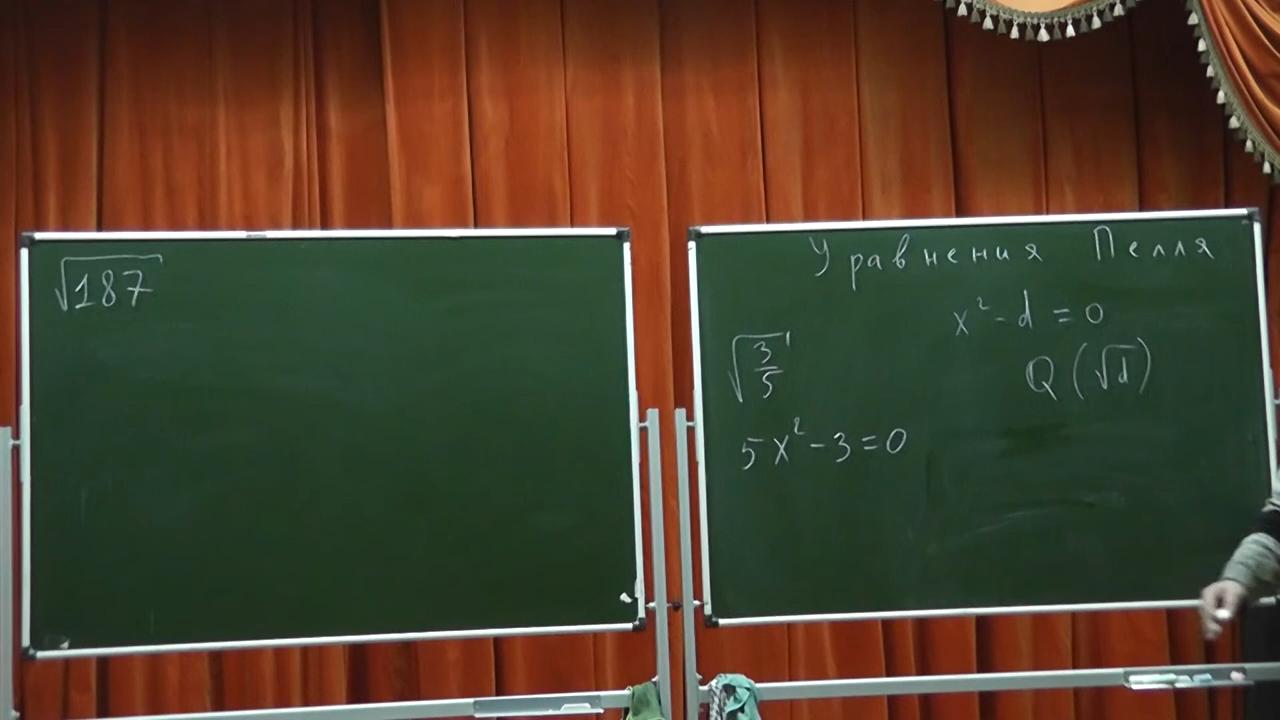 √187
Уравнения Пелля
x² - d = 0
√(3/5)
Q(√d)
5x² - 3 = 0